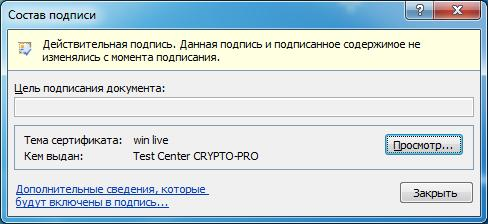 Состав подписи
Действительная подпись. Данная подпись и подписанное содержимое не
изменялись с момента подписания.
Цель подписания документа:
Тема сертификата: win live
Просмотр...
Кем выдан: Test Center CRYPTO-PRO
Дополнительные сведения, которые
будут включены в подпись...
Закрыть